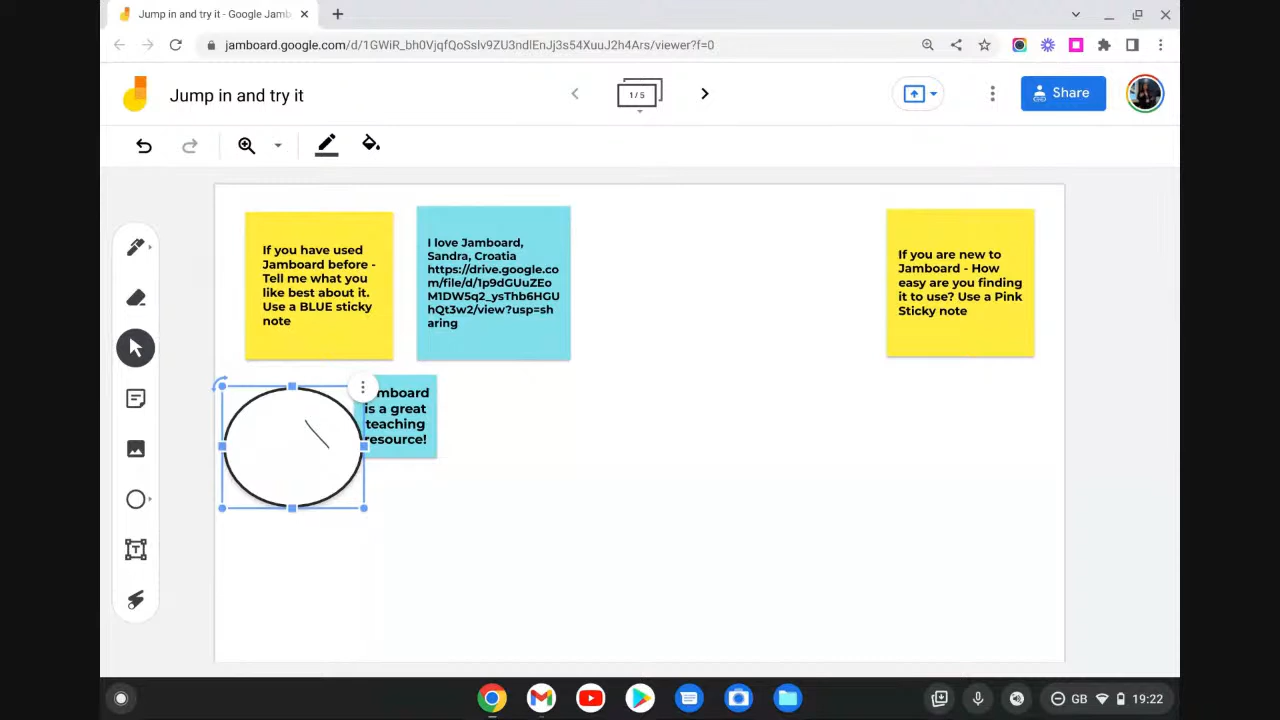 Jump in and try it - Google Jamb
jamboard.google.com/d/1GWiR_bh0VjqfQoSslv9ZU3ndlEnJj3s54XuuJ2h4Ars/viewer?f=0
Jump in and try it
1/5
Share
If you have used
Jamboard before -
Tell me what you
like best about it.
Use a BLUE sticky
note
I love Jamboard,
Sandra, Croatia
https://drive.google.co
m/file/d/1p9dGUuZEo
M1DW5q2_ysThb6HGU
hQt3w2/view?usp=sh
aring
If you are new to
Jamboard - How
easy are you finding
it to use? Use a Pink
Sticky note
amboard
is a great
teaching
resource!
T
GB
19:22